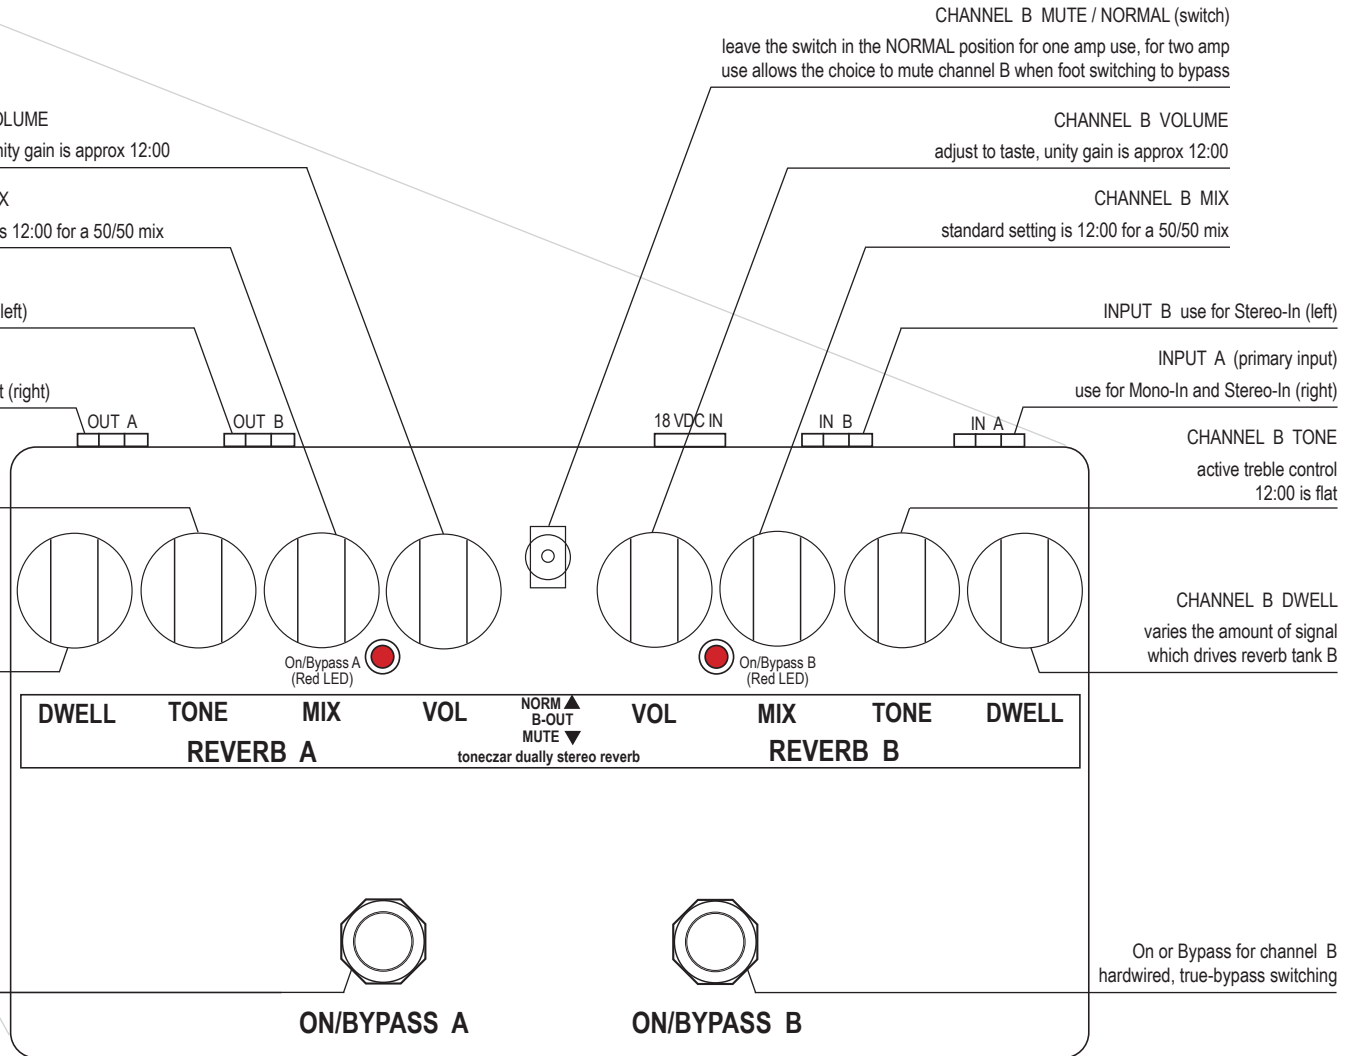 CHANNEL B MUTE / NORMAL (switch)
leave the switch in the NORMAL position for one amp use, for two amp
use allows the choice to mute channel B when foot switching to bypass
OLUME
nity gain is approx 12:00
CHANNEL B VOLUME
adjust to taste, unity gain is approx 12:00
X
s 12:00 for a 50/50 mix
CHANNEL B MIX
standard setting is 12:00 for a 50/50 mix
left)
INPUT B use for Stereo-In (left)
INPUT A (primary input)
t (right)
use for Mono-In and Stereo-In (right)
OUT A
OUT B
18 VDC IN
IN B
IN A
CHANNEL B TONE
active treble control
12:00 is flat
CHANNEL B DWELL
varies the amount of signal
which drives reverb tank B
On/Bypass A
(Red LED)
On/Bypass B
(Red LED)
DWELL TONE MIX VOL
NORM ▲
B-OUT
MUTE ▼
VOL MIX TONE DWELL
REVERB A
toneczar dually stereo reverb
REVERB B
On or Bypass for channel B
hardwired, true-bypass switching
ON/BYPASS A
ON/BYPASS B